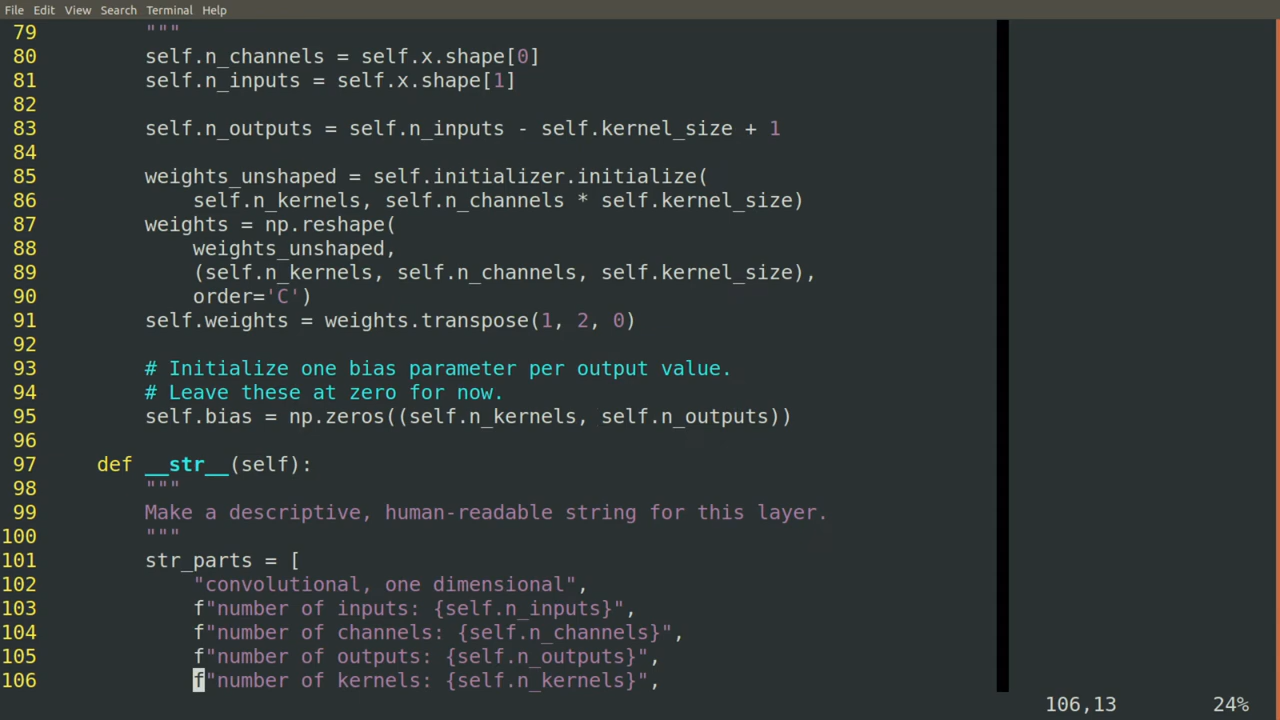 File Edit View Search Terminal Help
79 """
80 self.n_channels = self.x.shape[0]
81 self.n_inputs = self.x.shape[1]
82
83 self.n_outputs = self.n_inputs - self.kernel_size + 1
84
85 weights_unshaped = self.initializer.initialize(
86 self.n_kernels, self.n_channels * self.kernel_size)
87 weights = np.reshape(
88 weights_unshaped,
89 (self.n_kernels, self.n_channels, self.kernel_size),
90 order='C')
91 self.weights = weights.transpose(1, 2, 0)
92
93 # Initialize one bias parameter per output value.
94 # Leave these at zero for now.
95 self.bias = np.zeros((self.n_kernels, self.n_outputs))
96
97 def __str__(self):
98 """
99 Make a descriptive, human-readable string for this layer.
100 """
101 str_parts = [
102 "convolutional, one dimensional",
103 f"number of inputs: {self.n_inputs}",
104 f"number of channels: {self.n_channels}",
105 f"number of outputs: {self.n_outputs}",
106 f"number of kernels: {self.n_kernels}",
106,13 24%